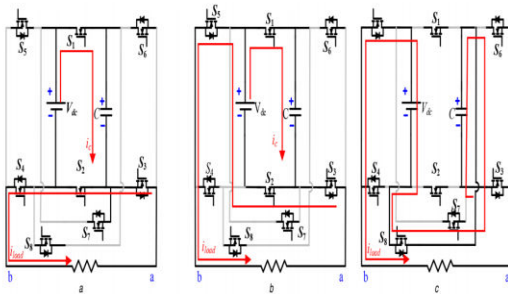 S5
S1
S6
+
Vdc
-
+
C
-
ic
S4
S2
S3
S7
S8
iload
b
a
a
S5
S1
S6
+
Vdc
-
+
C
-
ic
S4
S2
S3
S7
S8
iload
b
a
b
S5
S1
S6
+
Vdc
-
+
C
-
S4
S2
S3
S7
S8
iload
b
a
c